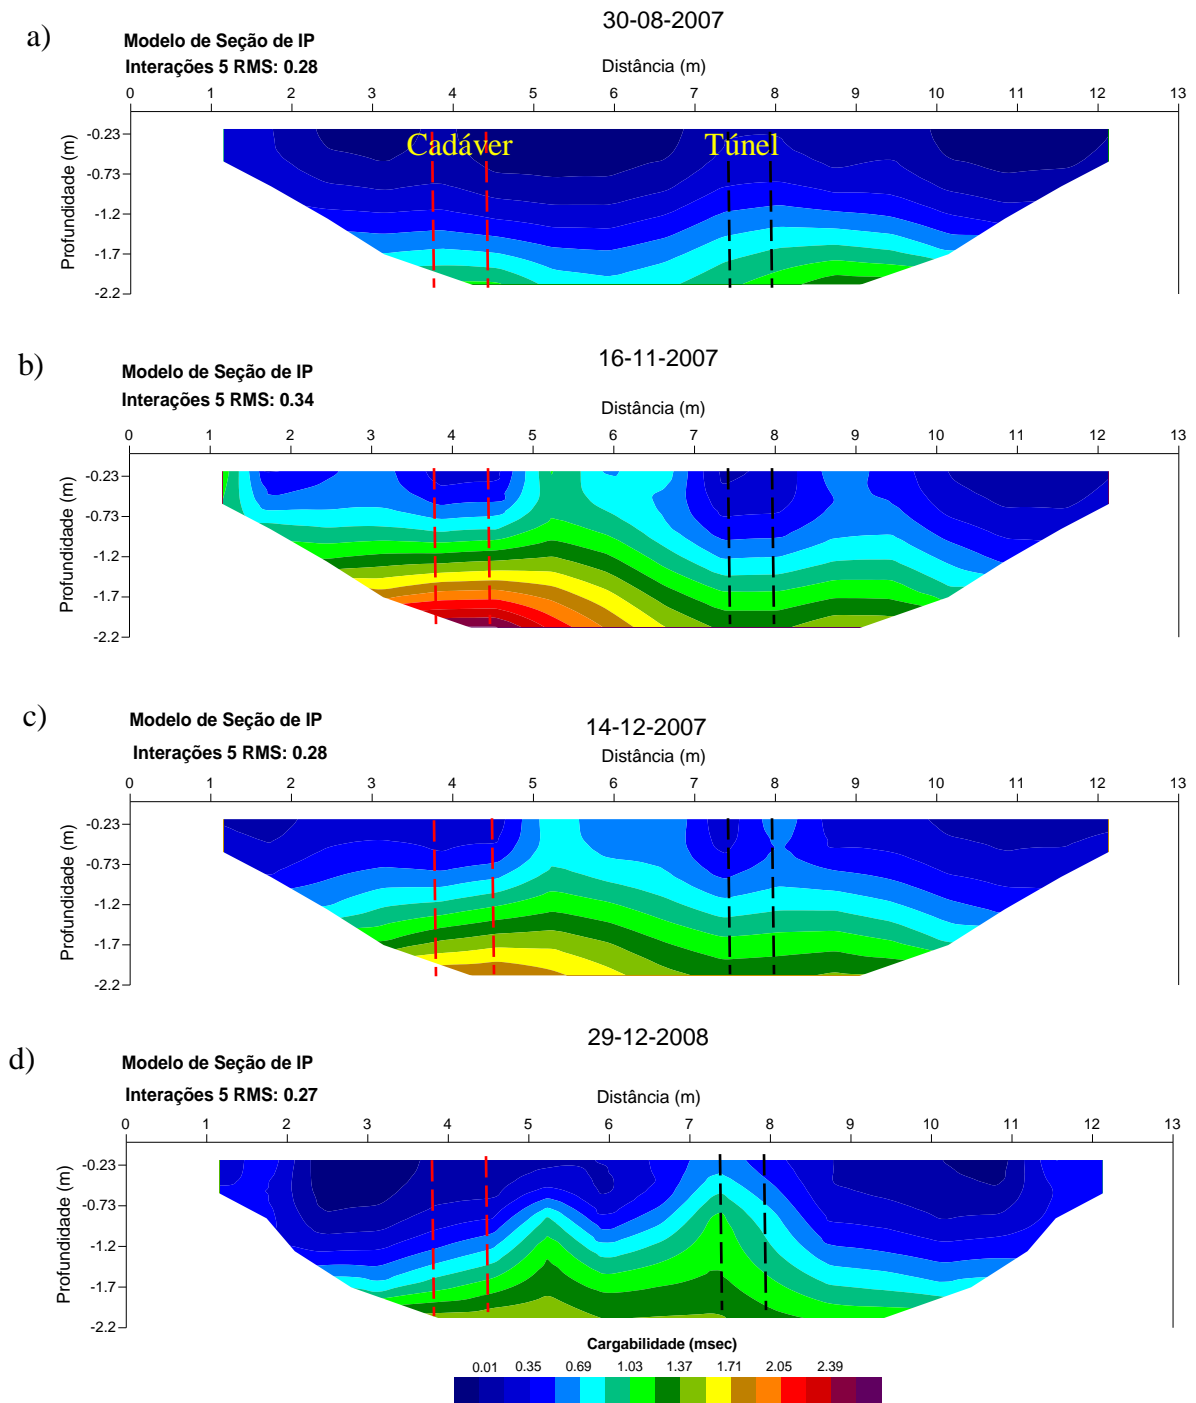 a)
30-08-2007
Modelo de Seção de IP
Interações 5 RMS: 0.28
Distância (m)
0 1 2 3 4 5 6 7 8 9 10 11 12 13
Profundidade (m)
-0.23
-0.73
-1.2
-1.7
-2.2
Cadáver
Túnel
b)
16-11-2007
Modelo de Seção de IP
Interações 5 RMS: 0.34
Distância (m)
0 1 2 3 4 5 6 7 8 9 10 11 12 13
Profundidade (m)
-0.23
-0.73
-1.2
-1.7
-2.2
c)
14-12-2007
Modelo de Seção de IP
Interações 5 RMS: 0.28
Distância (m)
0 1 2 3 4 5 6 7 8 9 10 11 12 13
Profundidade (m)
-0.23
-0.73
-1.2
-1.7
-2.2
d)
29-12-2008
Modelo de Seção de IP
Interações 5 RMS: 0.27
Distância (m)
0 1 2 3 4 5 6 7 8 9 10 11 12 13
Profundidade (m)
-0.23
-0.73
-1.2
-1.7
-2.2
Cargabilidade (msec)
0.01 0.35 0.69 1.03 1.37 1.71 2.05 2.39